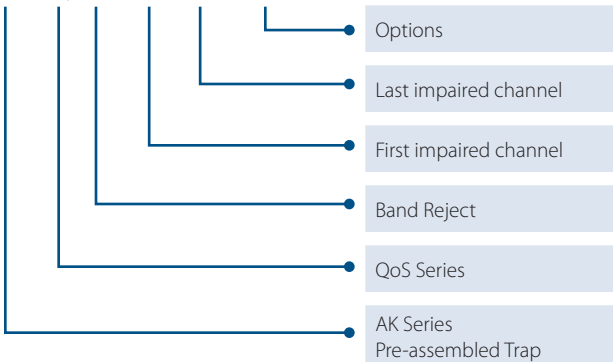 Options
Last impaired channel
First impaired channel
Band Reject
QoS Series
AK Series
Pre-assembled Trap